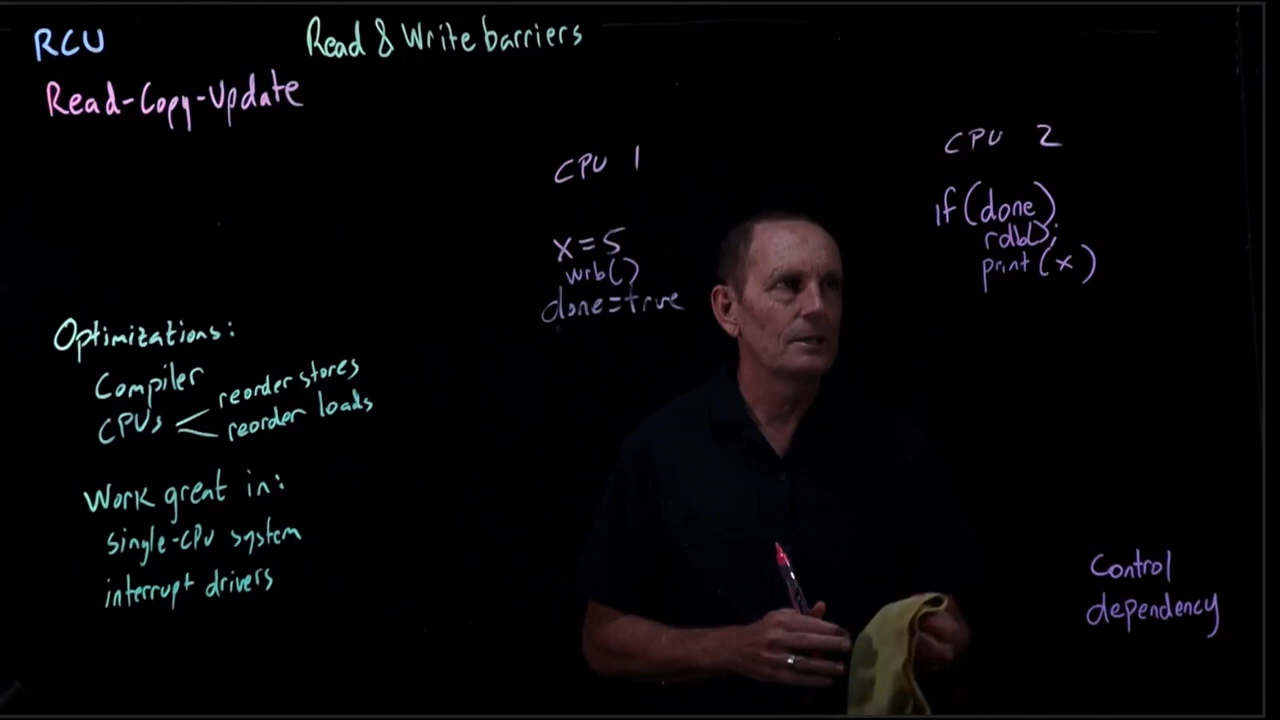 RCU
Read & Write barriers
Read-Copy-Update
CPU 1
x = 5
wrb()
done = true
CPU 2
if (done)
rdb();
print (x)
Optimizations:
Compiler
CPUs < reorder stores
reorder loads
Work great in:
single-CPU system
interrupt drivers
Control
dependency